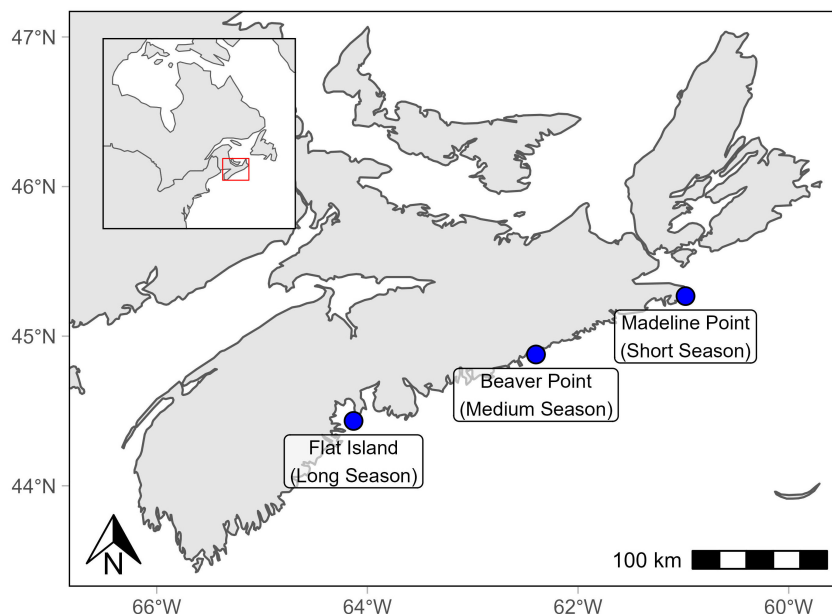 47°N
46°N
45°N
44°N
Madeline Point
(Short Season)
Beaver Point
(Medium Season)
Flat Island
(Long Season)
N
100 km
66°W
64°W
62°W
60°W